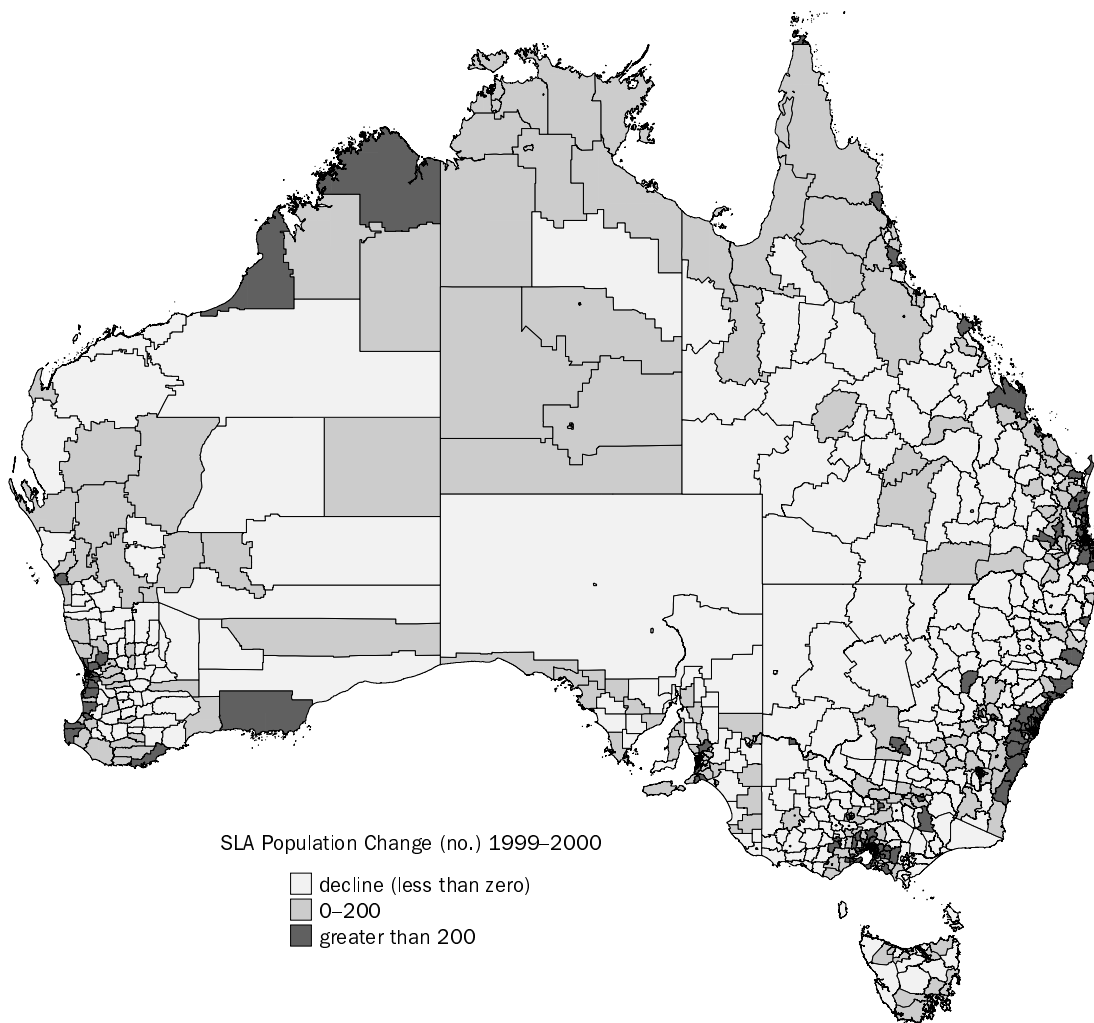 SLA Population Change (no.) 1999–2000
decline (less than zero)
0–200
greater than 200